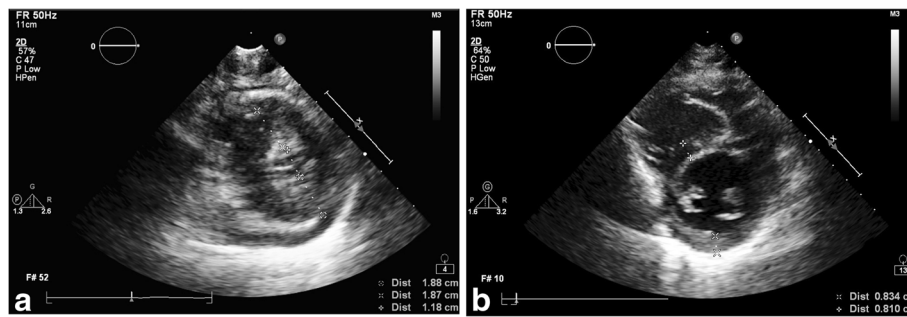 FR 50Hz
11cm
2D
57%
C 47
P Low
HPen
0
P
M3
G
P R
1.3 2.6
F# 52
4
Dist 1.88 cm
Dist 1.87 cm
Dist 1.18 cm
a
FR 50Hz
13cm
2D
64%
C 50
P Low
HGen
0
P
M3
G
P R
1.6 3.2
F# 10
13
Dist 0.834 c
Dist 0.810 c
b